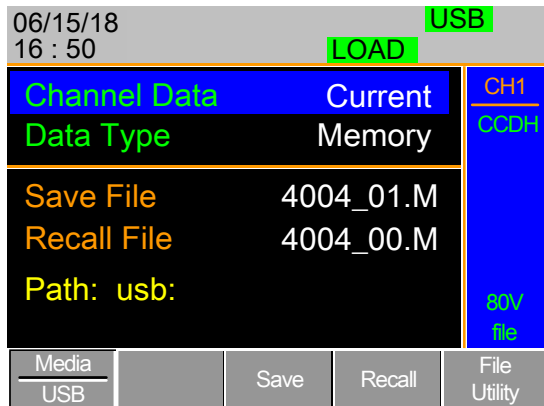 06/15/18 USB
16 : 50 LOAD
Channel Data Current
Data Type Memory
Save File 4004_01.M
Recall File 4004_00.M
Path: usb:
CH1
CCDH
80V
file
Media
USB
Save
Recall
File
Utility